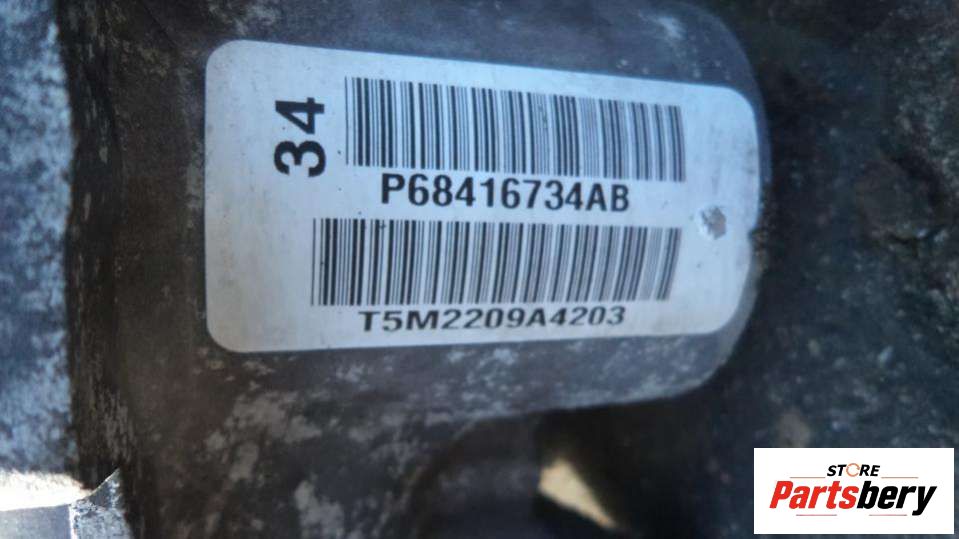 34
P68416734AB
T5M2209A4203
STORE
Partsbery